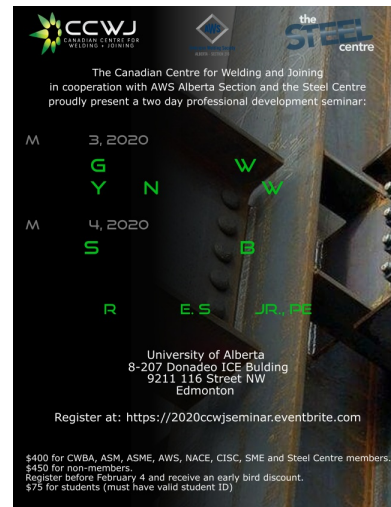 CCWJ
CANADIAN CENTRE FOR
WELDING + JOINING
AWS
the
STEEL
centre
The Canadian Centre for Welding and Joining
in cooperation with AWS Alberta Section and the Steel Centre
proudly present a two day professional development seminar:
M 3, 2020
G W
Y N W
M 4, 2020
S B
R E. S JR., PE
University of Alberta
8-207 Donadeo ICE Bulding
9211 116 Street NW
Edmonton
Register at: https://2020ccwjseminar.eventbrite.com
$400 for CWBA, ASM, ASME, AWS, NACE, CISC, SME and Steel Centre members.
$450 for non-members.
Register before February 4 and receive an early bird discount.
$75 for students (must have valid student ID)